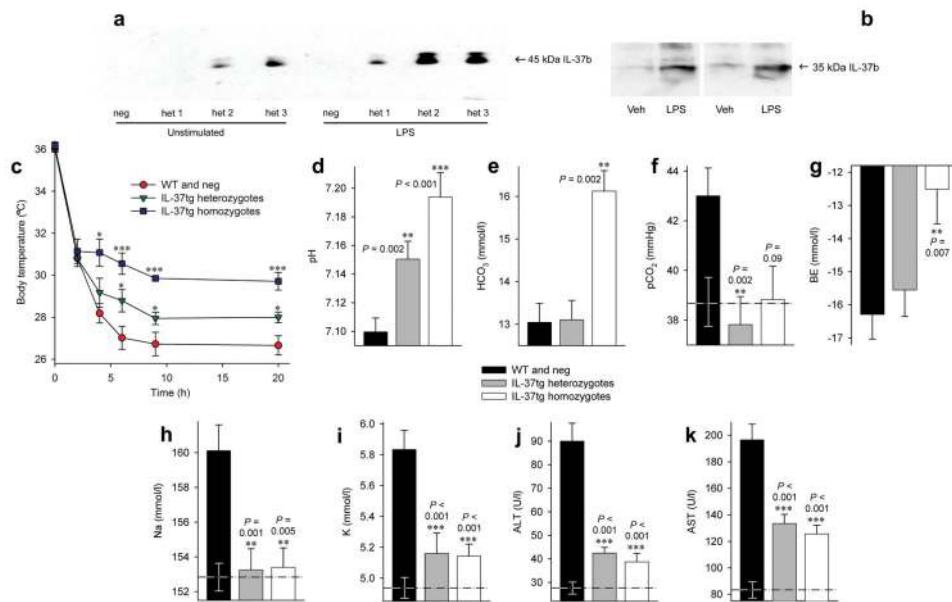 a
b
← 45 kDa IL-37b
← 35 kDa IL-37b
neg het 1 het 2 het 3 neg het 1 het 2 het 3
Unstimulated LPS
Veh LPS Veh LPS
c
Body temperature (ºC)
36
34
32
30
28
26
0 5 10 15 20
Time (h)
WT and neg
IL-37tg heterozygotes
IL-37tg homozygotes
*
***
***
***
*
*
*
d
pH
7.20
7.18
7.16
7.14
7.12
7.10
P = 0.002
**
P < 0.001
***
e
HCO3 (mmol/l)
16
15
14
13
P = 0.002
**
f
pCO2 (mmHg)
44
42
40
38
P =
0.002
**
P =
0.09
g
BE (mmol/l)
-12
-13
-14
-15
-16
-17
**
P =
0.007
WT and neg
IL-37tg heterozygotes
IL-37tg homozygotes
h
Na (mmol/l)
160
158
156
154
152
P =
0.001
**
P =
0.005
**
i
K (mmol/l)
6.0
5.8
5.6
5.4
5.2
5.0
P <
0.001
***
P <
0.001
***
j
ALT (U/l)
90
80
70
60
50
40
30
P <
0.001
***
P <
0.001
***
k
AST (U/l)
200
180
160
140
120
100
80
P <
0.001
***
P <
0.001
***